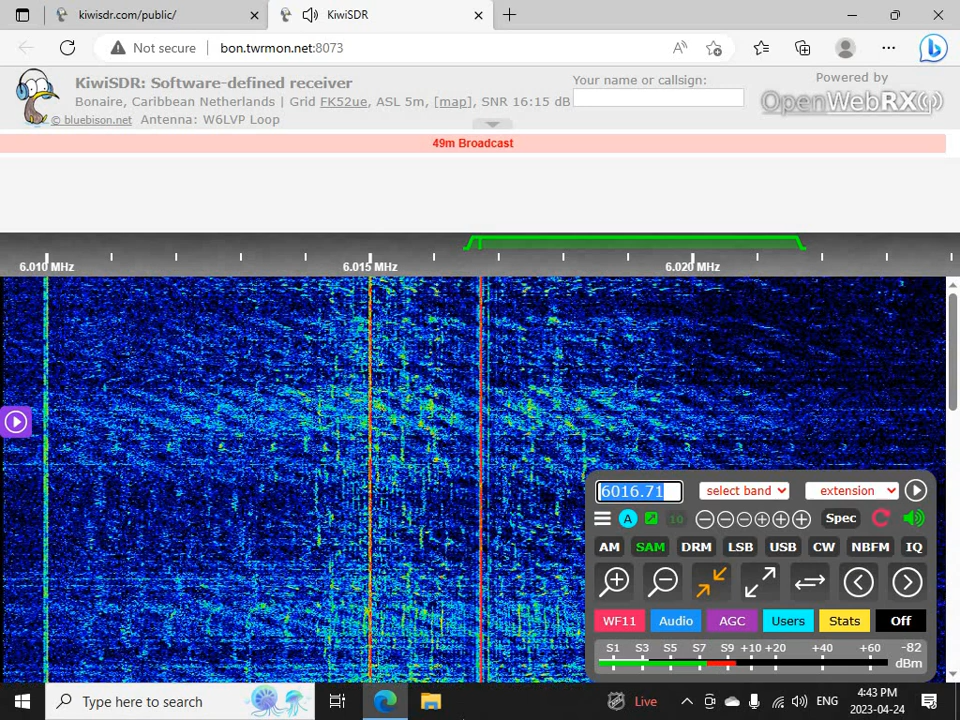 kiwisdr.com/public/
KiwiSDR
Not secure
bon.twrmon.net:8073
KiwiSDR: Software-defined receiver
Bonaire, Caribbean Netherlands | Grid FK52ue, ASL 5m, [map], SNR 16:15 dB
© bluebison.net Antenna: W6LVP Loop
Your name or callsign:
Powered by
OpenWebRX
49m Broadcast
6.010 MHz
6.015 MHz
6.020 MHz
6016.71
select band
extension
A
10
Spec
AM SAM DRM LSB USB CW NBFM IQ
WF11 Audio AGC Users Stats Off
S1 S3 S5 S7 S9 +10 +20 +40 +60 -82
dBm
Type here to search
Live
ENG
4:43 PM
2023-04-24